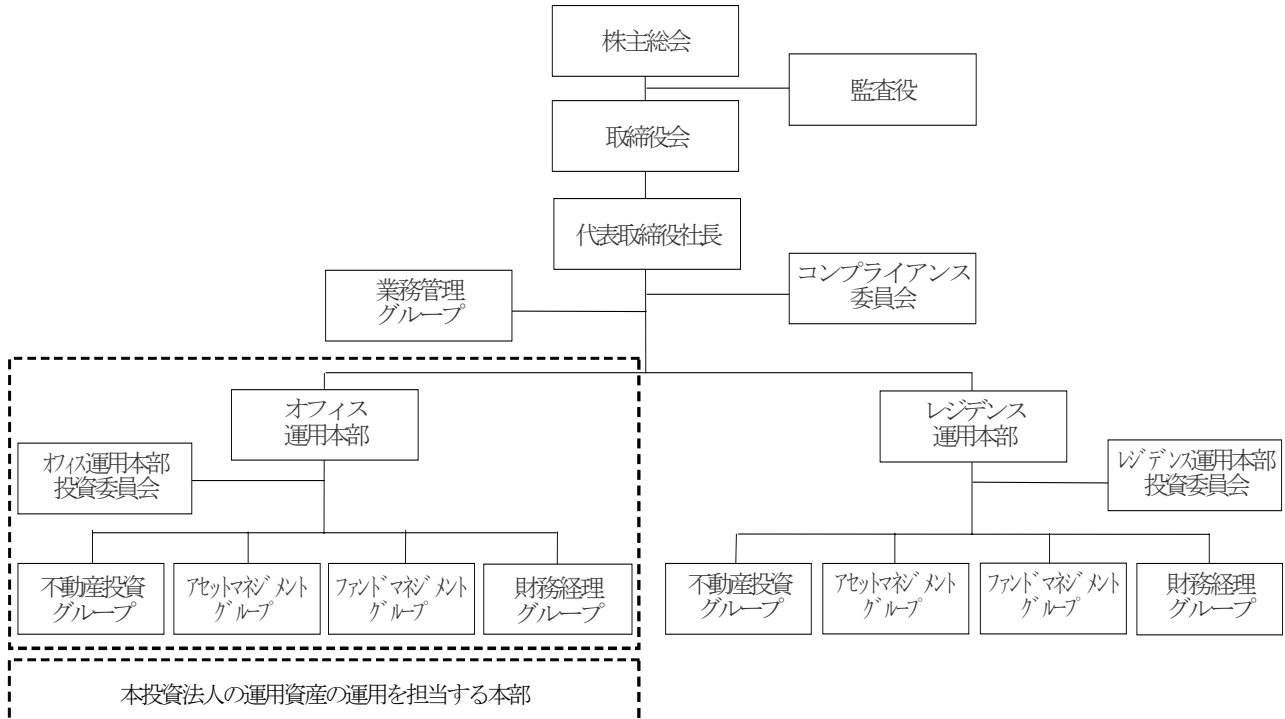 株主総会
監査役
取締役会
代表取締役社長
コンプライアンス
委員会
業務管理
グループ
オフィス
運用本部
レジデンス
運用本部
オフィス運用本部
投資委員会
レジデンス運用本部
投資委員会
不動産投資
グループ
アセットマネジメント
グループ
ファンドマネジメント
グループ
財務経理
グループ
不動産投資
グループ
アセットマネジメント
グループ
ファンドマネジメント
グループ
財務経理
グループ
本投資法人の運用資産の運用を担当する本部